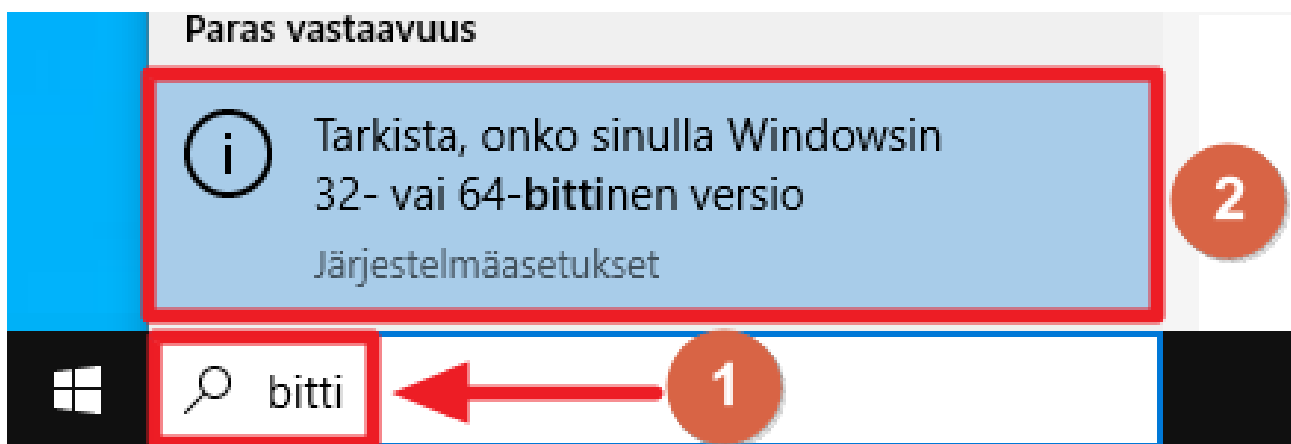 Paras vastaavuus
Tarkista, onko sinulla Windowsin
32- vai 64-bittinen versio
Järjestelmäasetukset
2
bitti
1